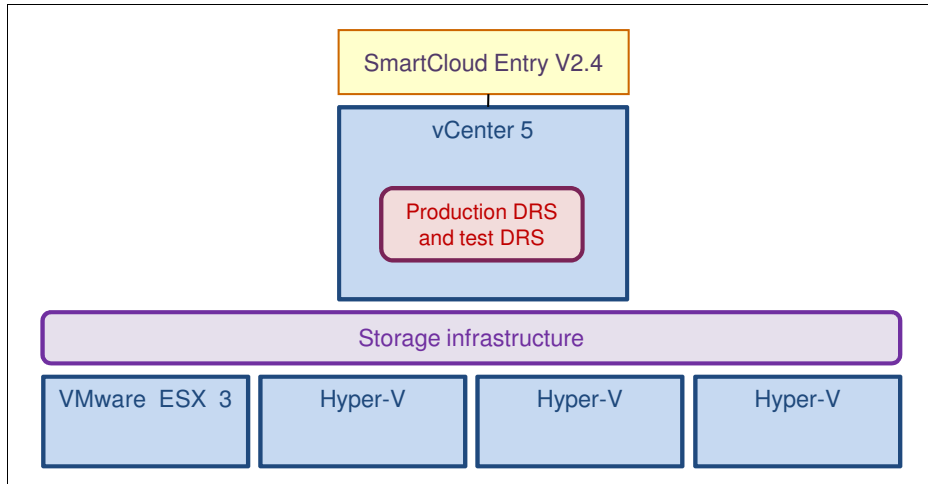 SmartCloud Entry V2.4
vCenter 5
Production DRS
and test DRS
Storage infrastructure
VMware ESX 3
Hyper-V
Hyper-V
Hyper-V